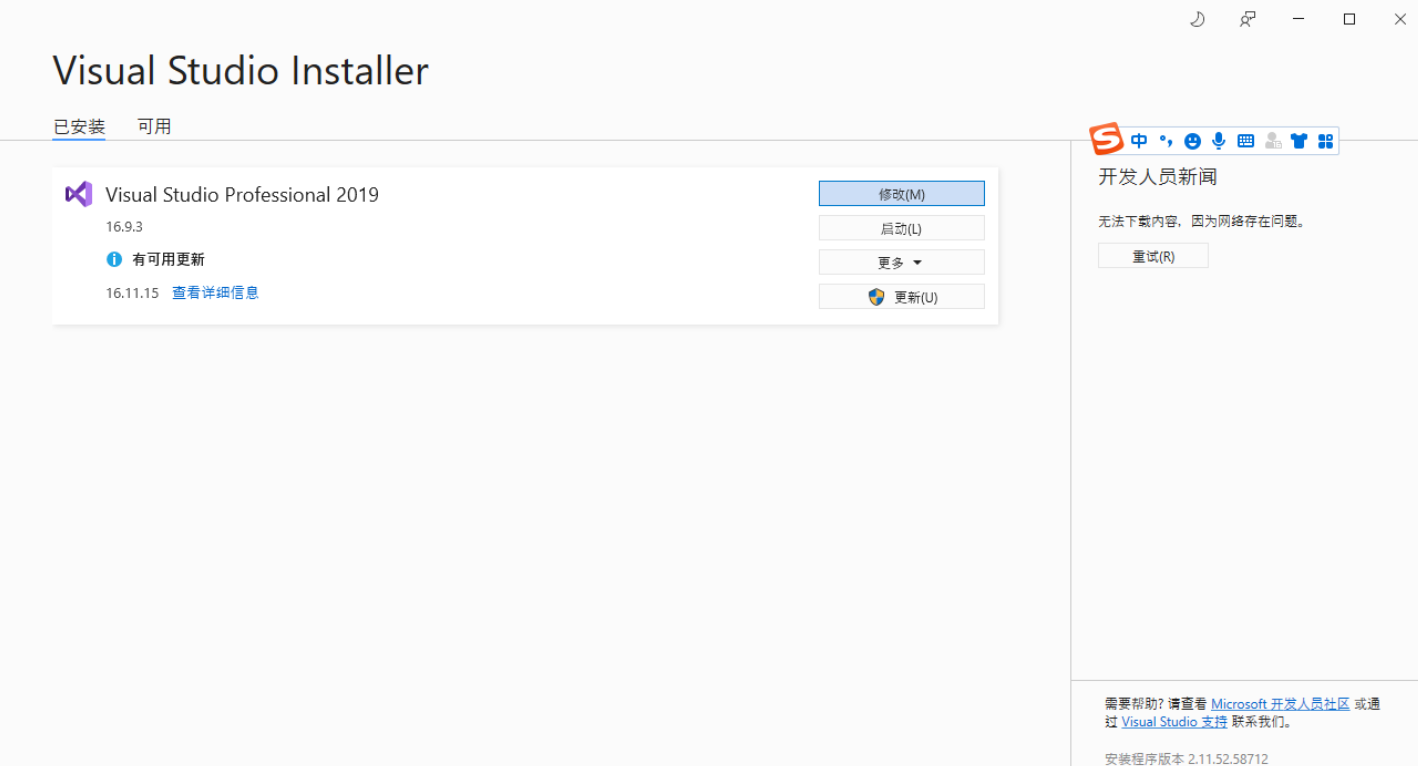 Visual Studio Installer
已安装 可用
中
Visual Studio Professional 2019
16.9.3
有可用更新
16.11.15 查看详细信息
修改(M)
启动(L)
更多
更新(U)
开发人员新闻
无法下载内容，因为网络存在问题。
重试(R)
需要帮助? 请查看 Microsoft 开发人员社区 或通
过 Visual Studio 支持 联系我们。
安装程序版本 2.11.52.58712